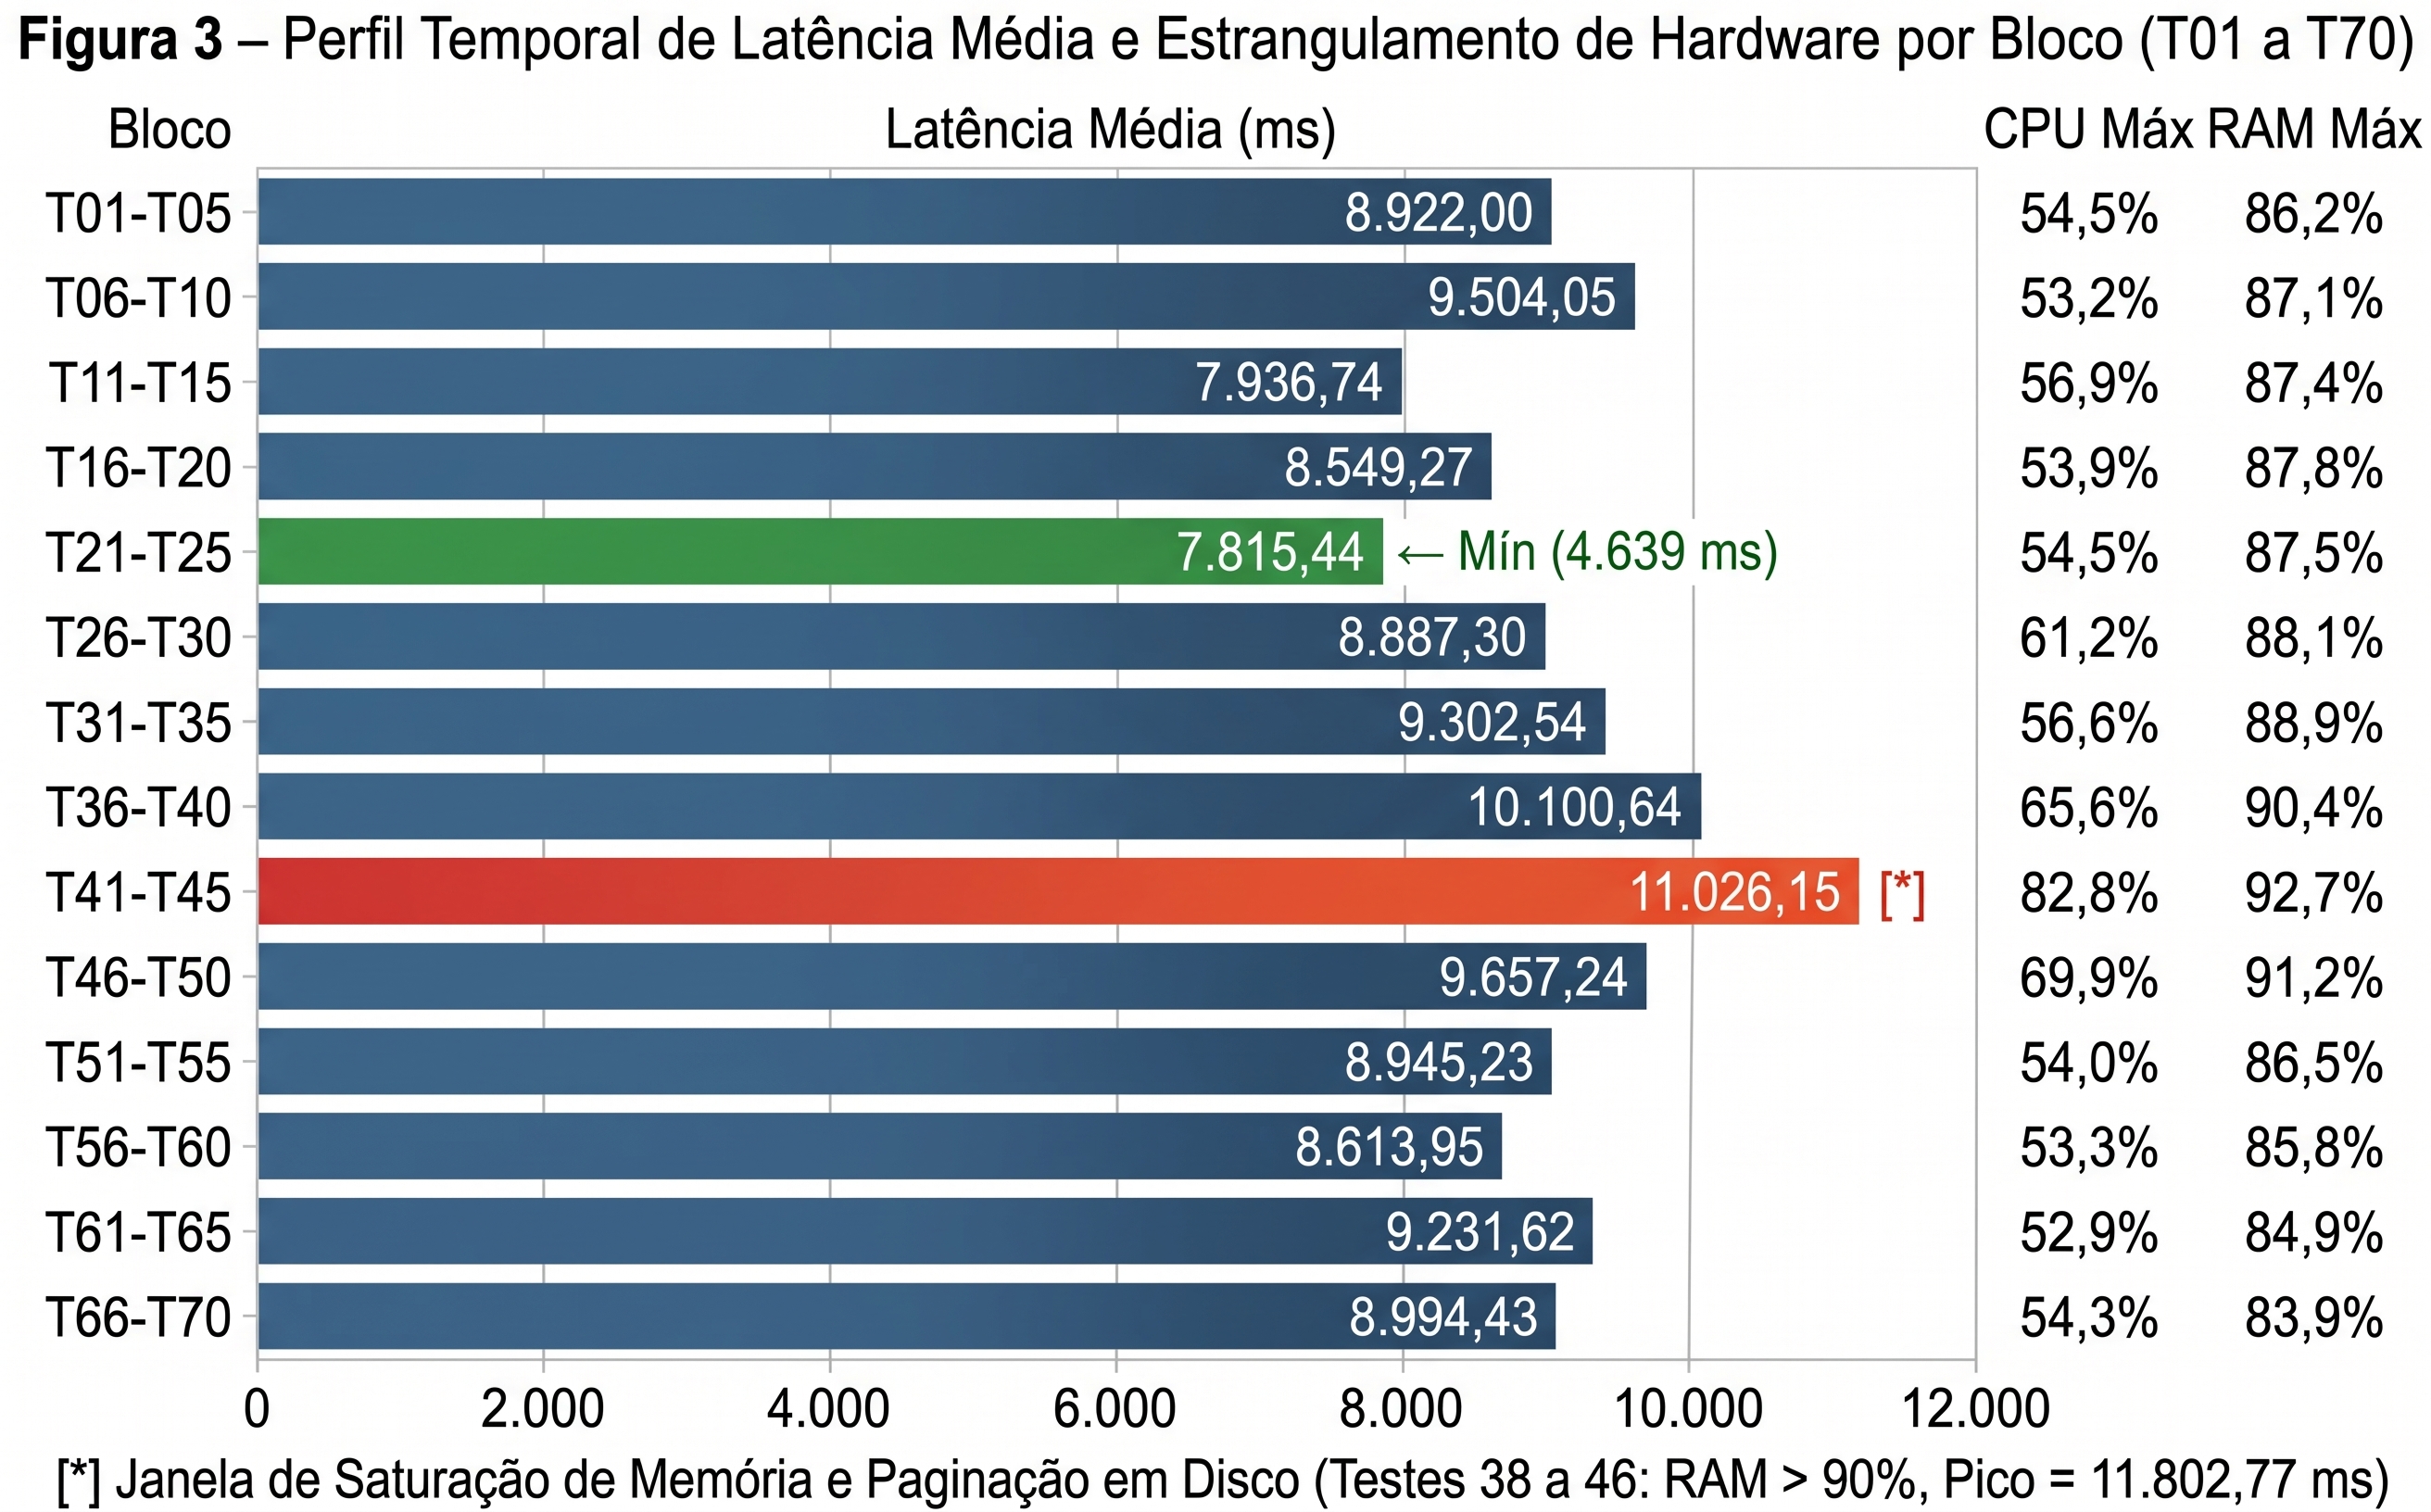 Figura 3 – Perfil Temporal de Latência Média e Estrangulamento de Hardware por Bloco (T01 a T70)
Bloco Latência Média (ms) CPU Máx RAM Máx
T01-T05 8.922,00 54,5% 86,2%
T06-T10 9.504,05 53,2% 87,1%
T11-T15 7.936,74 56,9% 87,4%
T16-T20 8.549,27 53,9% 87,8%
T21-T25 7.815,44 ← Mín (4.639 ms) 54,5% 87,5%
T26-T30 8.887,30 61,2% 88,1%
T31-T35 9.302,54 56,6% 88,9%
T36-T40 10.100,64 65,6% 90,4%
T41-T45 11.026,15 [*] 82,8% 92,7%
T46-T50 9.657,24 69,9% 91,2%
T51-T55 8.945,23 54,0% 86,5%
T56-T60 8.613,95 53,3% 85,8%
T61-T65 9.231,62 52,9% 84,9%
T66-T70 8.994,43 54,3% 83,9%
0 2.000 4.000 6.000 8.000 10.000 12.000
[*] Janela de Saturação de Memória e Paginação em Disco (Testes 38 a 46: RAM > 90%, Pico = 11.802,77 ms)